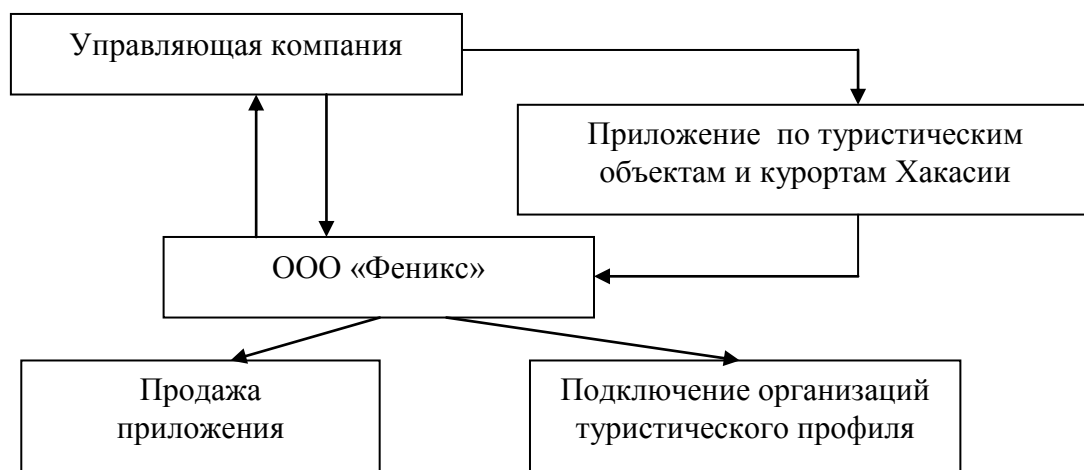 Управляющая компания
Приложение по туристическим
объектам и курортам Хакасии
ООО «Феникс»
Продажа
приложения
Подключение организаций
туристического профиля